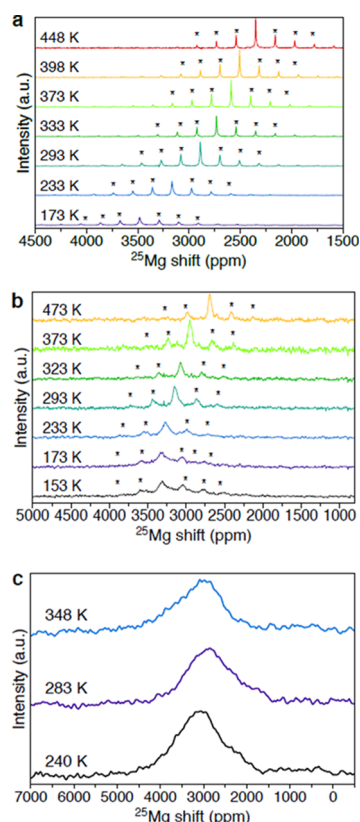 a
448 K
398 K
373 K
333 K
293 K
233 K
173 K
Intensity (a.u.)
4500 4000 3500 3000 2500 2000 1500
²⁵Mg shift (ppm)
b
473 K
373 K
323 K
293 K
233 K
173 K
153 K
Intensity (a.u.)
5000 4500 4000 3500 3000 2500 2000 1500 1000
²⁵Mg shift (ppm)
c
348 K
283 K
240 K
Intensity (a.u.)
7000 6000 5000 4000 3000 2000 1000 0
²⁵Mg shift (ppm)